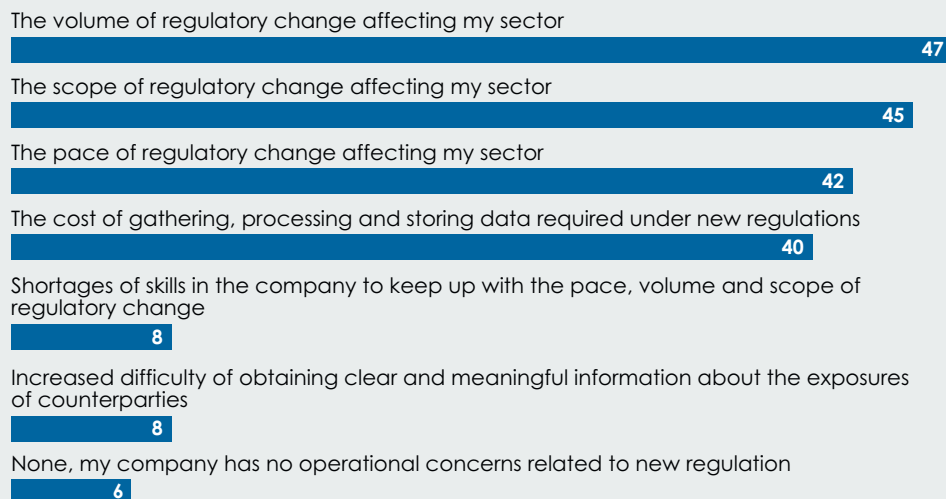 The volume of regulatory change affecting my sector
47
The scope of regulatory change affecting my sector
45
The pace of regulatory change affecting my sector
42
The cost of gathering, processing and storing data required under new regulations
40
Shortages of skills in the company to keep up with the pace, volume and scope of
regulatory change
8
Increased difficulty of obtaining clear and meaningful information about the exposures
of counterparties
8
None, my company has no operational concerns related to new regulation
6